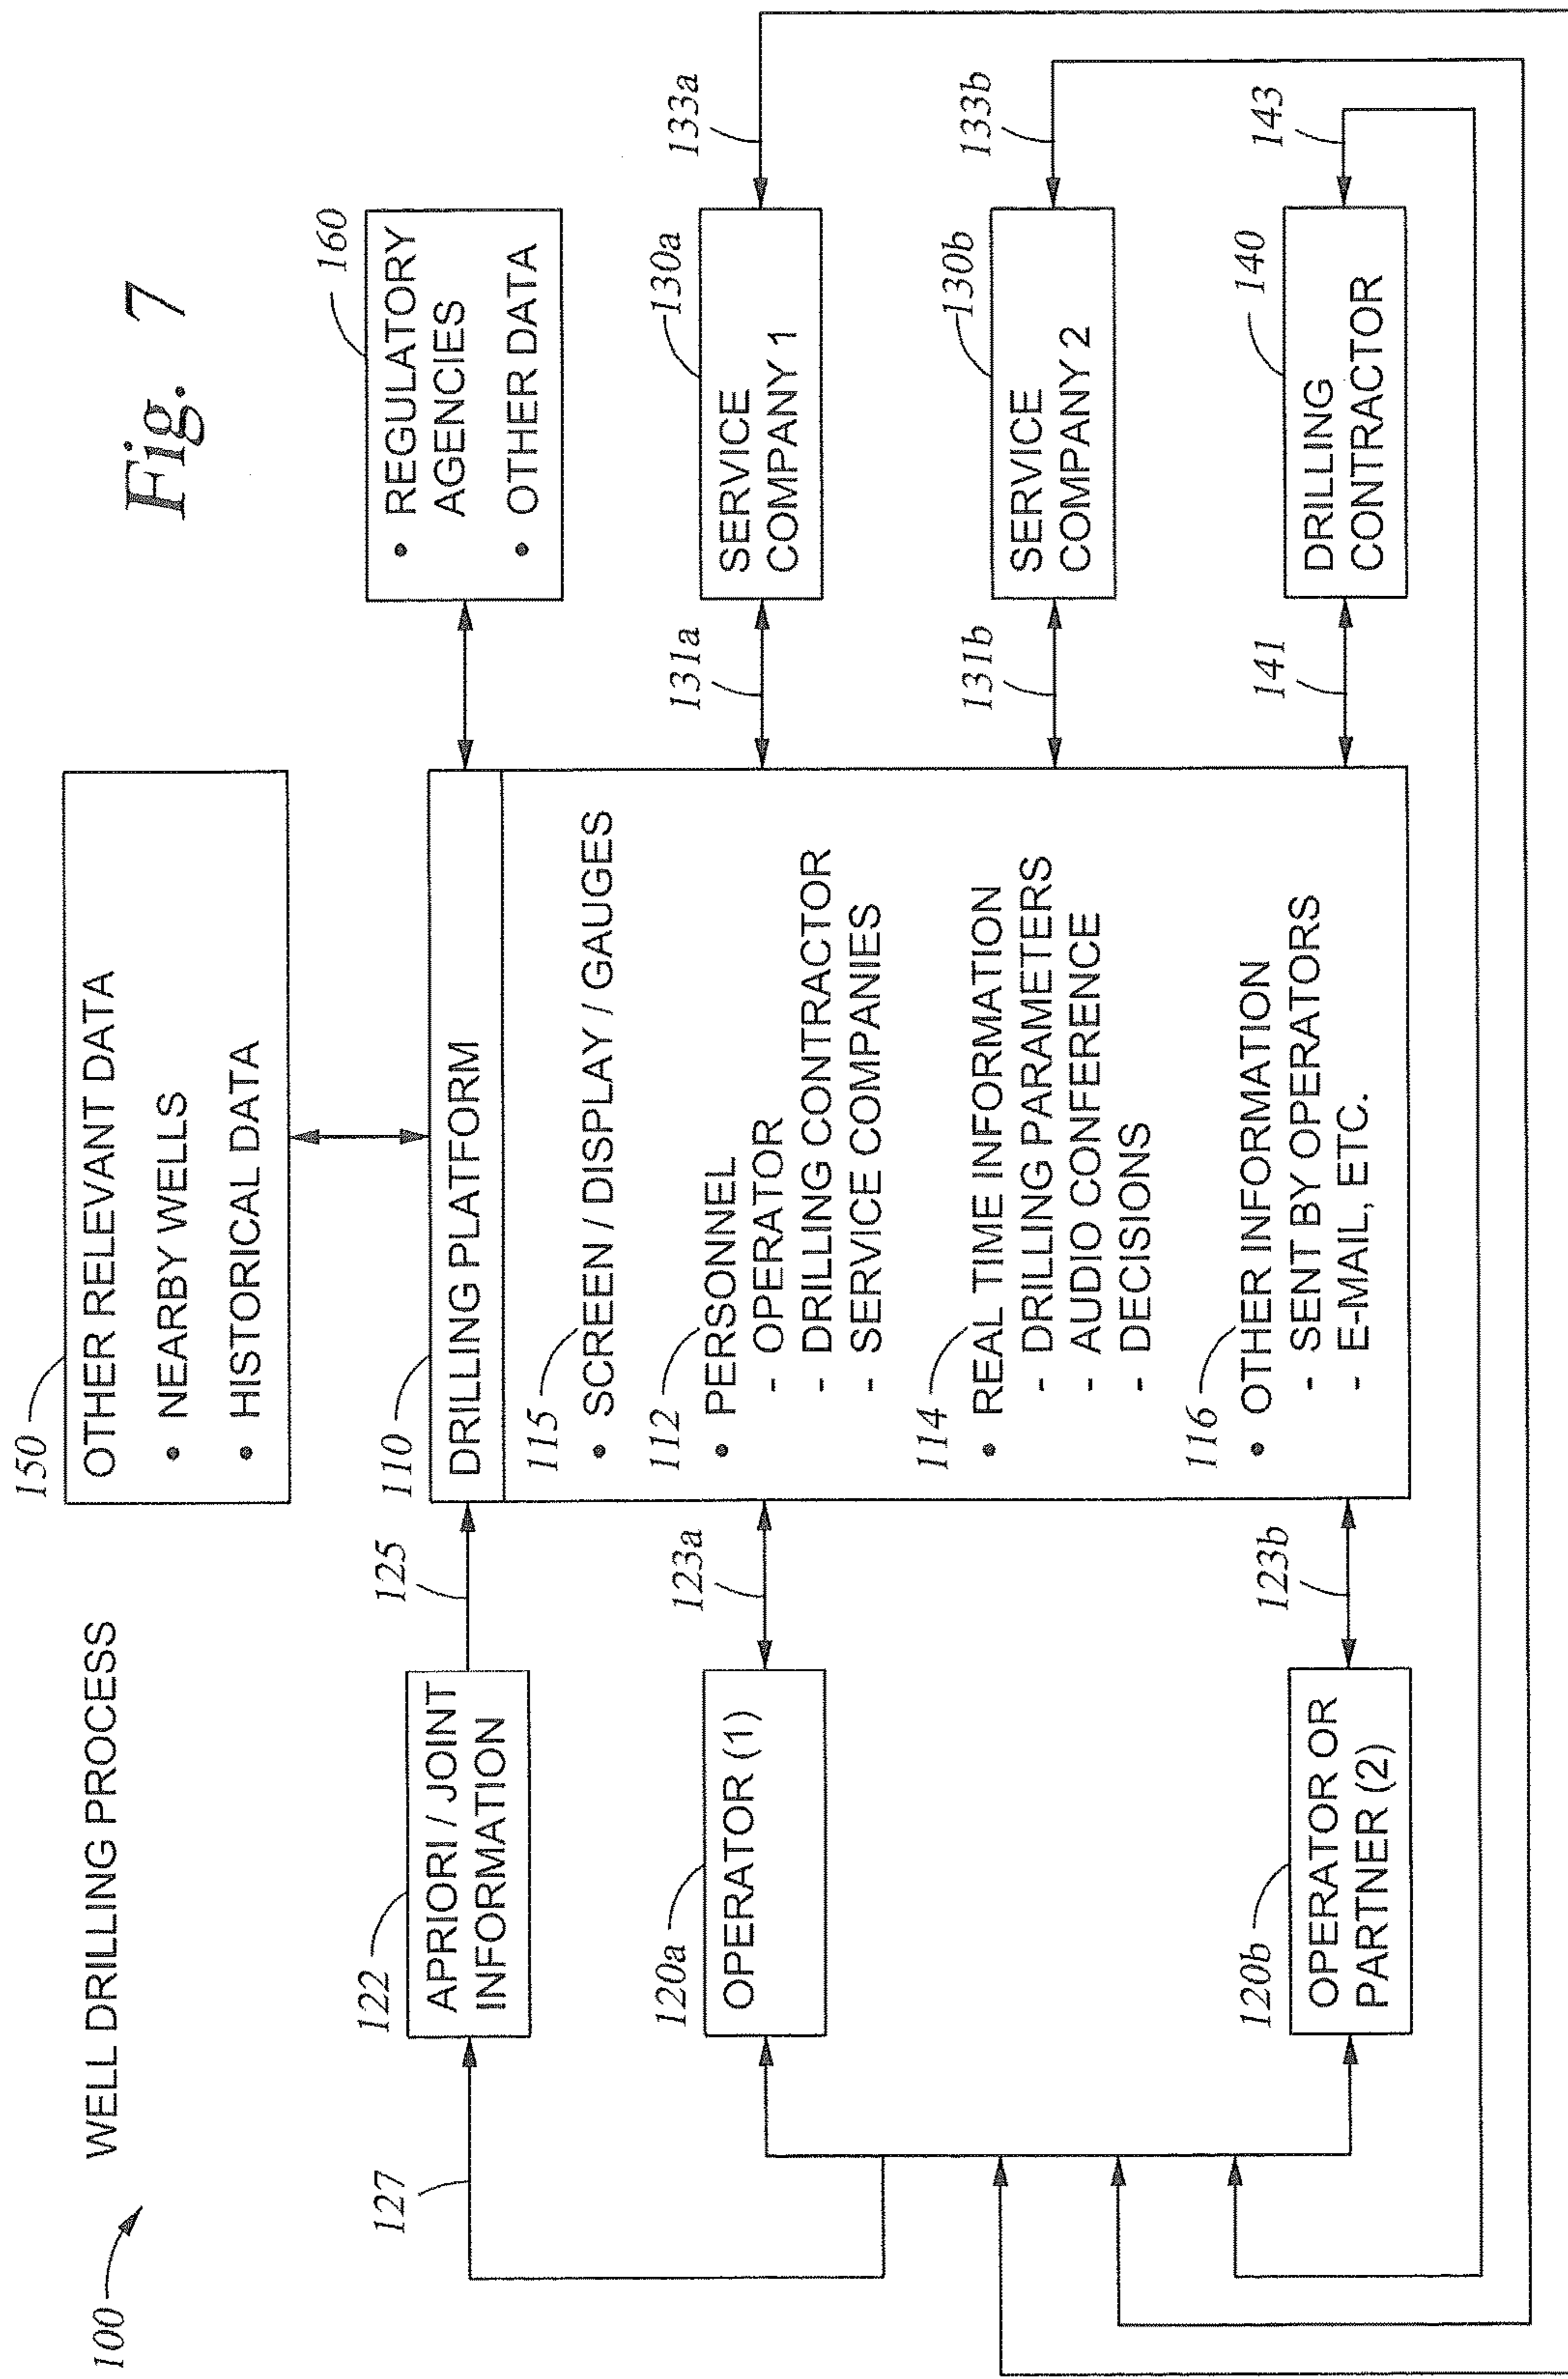 Fig. 7
100
WELL DRILLING PROCESS
150
OTHER RELEVANT DATA
• NEARBY WELLS
• HISTORICAL DATA
160
• REGULATORY
AGENCIES
• OTHER DATA
127
122
APRIORI / JOINT
INFORMATION
125
110
DRILLING PLATFORM
115
• SCREEN / DISPLAY / GAUGES
112
• PERSONNEL
- OPERATOR
- DRILLING CONTRACTOR
- SERVICE COMPANIES
114
• REAL TIME INFORMATION
- DRILLING PARAMETERS
- AUDIO CONFERENCE
- DECISIONS
116
• OTHER INFORMATION
- SENT BY OPERATORS
- E-MAIL, ETC.
120a
OPERATOR (1)
123a
120b
OPERATOR OR
PARTNER (2)
123b
131a
130a
SERVICE
COMPANY 1
133a
131b
130b
SERVICE
COMPANY 2
133b
141
140
DRILLING
CONTRACTOR
143